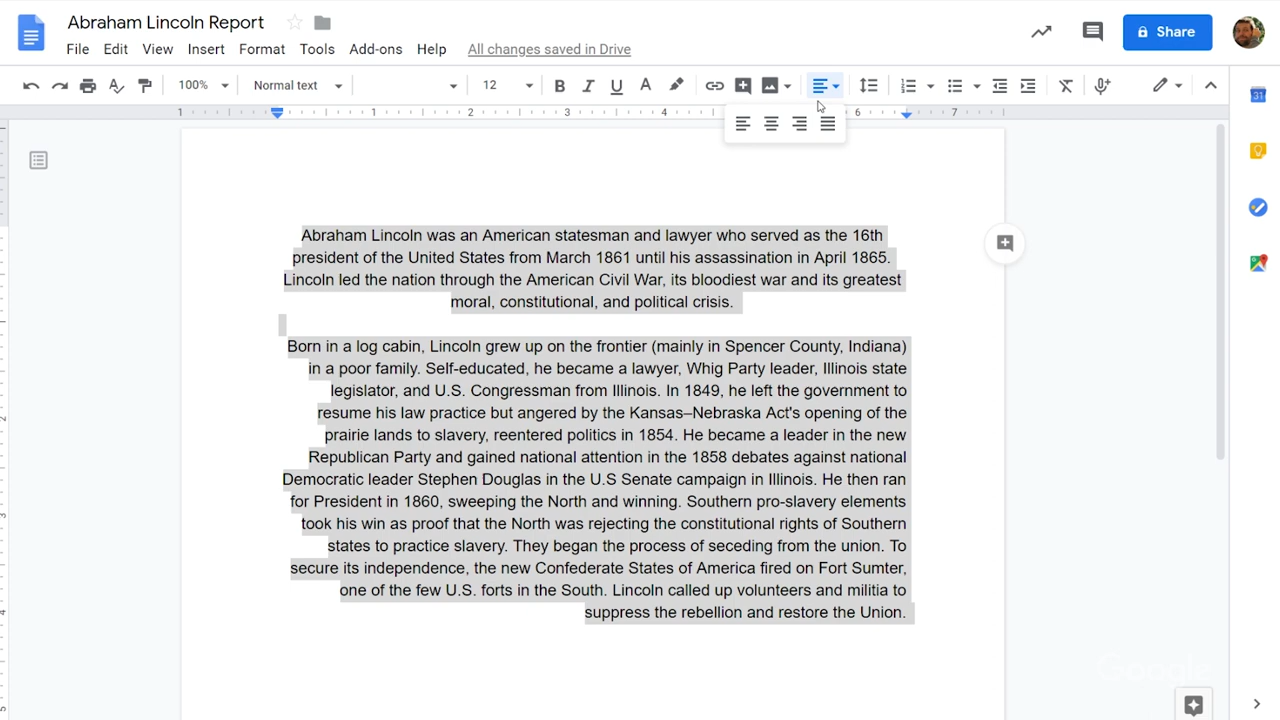 Abraham Lincoln Report
File Edit View Insert Format Tools Add-ons Help All changes saved in Drive
Share
100% Normal text 12 B I U A
1 1 2 3 4 6 7
31
Abraham Lincoln was an American statesman and lawyer who served as the 16th
president of the United States from March 1861 until his assassination in April 1865.
Lincoln led the nation through the American Civil War, its bloodiest war and its greatest
moral, constitutional, and political crisis.
Born in a log cabin, Lincoln grew up on the frontier (mainly in Spencer County, Indiana)
in a poor family. Self-educated, he became a lawyer, Whig Party leader, Illinois state
legislator, and U.S. Congressman from Illinois. In 1849, he left the government to
resume his law practice but angered by the Kansas–Nebraska Act's opening of the
prairie lands to slavery, reentered politics in 1854. He became a leader in the new
Republican Party and gained national attention in the 1858 debates against national
Democratic leader Stephen Douglas in the U.S Senate campaign in Illinois. He then ran
for President in 1860, sweeping the North and winning. Southern pro-slavery elements
took his win as proof that the North was rejecting the constitutional rights of Southern
states to practice slavery. They began the process of seceding from the union. To
secure its independence, the new Confederate States of America fired on Fort Sumter,
one of the few U.S. forts in the South. Lincoln called up volunteers and militia to
suppress the rebellion and restore the Union.
Google